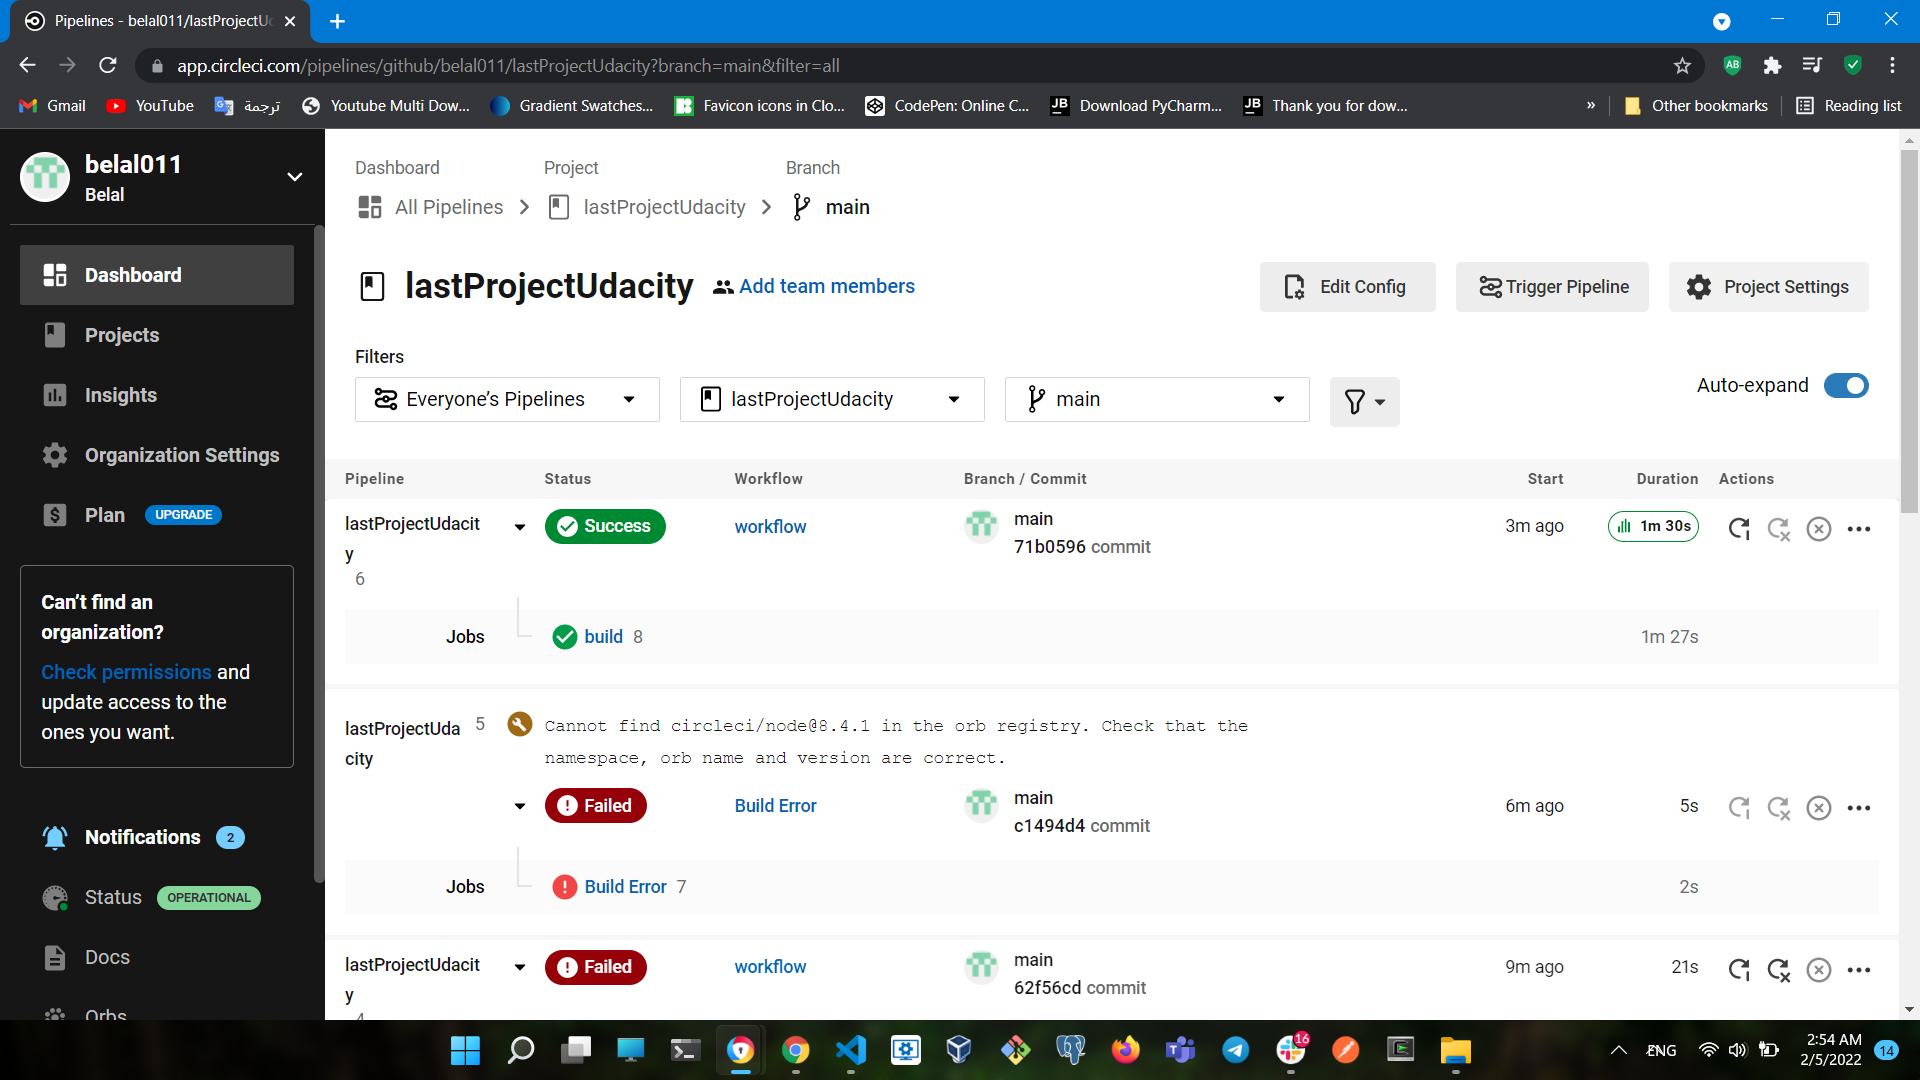 Pipelines - belal011/lastProjectUd
app.circleci.com/pipelines/github/belal011/lastProjectUdacity?branch=main&filter=all
Gmail
YouTube
ترجمة
Youtube Multi Dow...
Gradient Swatches...
Favicon icons in Clo...
CodePen: Online C...
JB Download PyCharm...
JB Thank you for dow...
»
Other bookmarks
Reading list
belal011
Belal
Dashboard
Projects
Insights
Organization Settings
Plan UPGRADE
Can't find an
organization?
Check permissions and
update access to the
ones you want.
Notifications 2
Status OPERATIONAL
Docs
Orbs
Dashboard Project Branch
All Pipelines lastProjectUdacity main
lastProjectUdacity Add team members
Edit Config Trigger Pipeline Project Settings
Filters
Everyone's Pipelines lastProjectUdacity main
Auto-expand
Pipeline Status Workflow Branch / Commit Start Duration Actions
lastProjectUdacit
y
6
Success workflow main
71b0596 commit
3m ago 1m 30s
Jobs build 8 1m 27s
lastProjectUda
city
5
Cannot find circleci/node@8.4.1 in the orb registry. Check that the
namespace, orb name and version are correct.
Failed Build Error main
c1494d4 commit
6m ago 5s
Jobs Build Error 7 2s
lastProjectUdacit
y
4
Failed workflow main
62f56cd commit
9m ago 21s
16
ENG
2:54 AM
2/5/2022
14